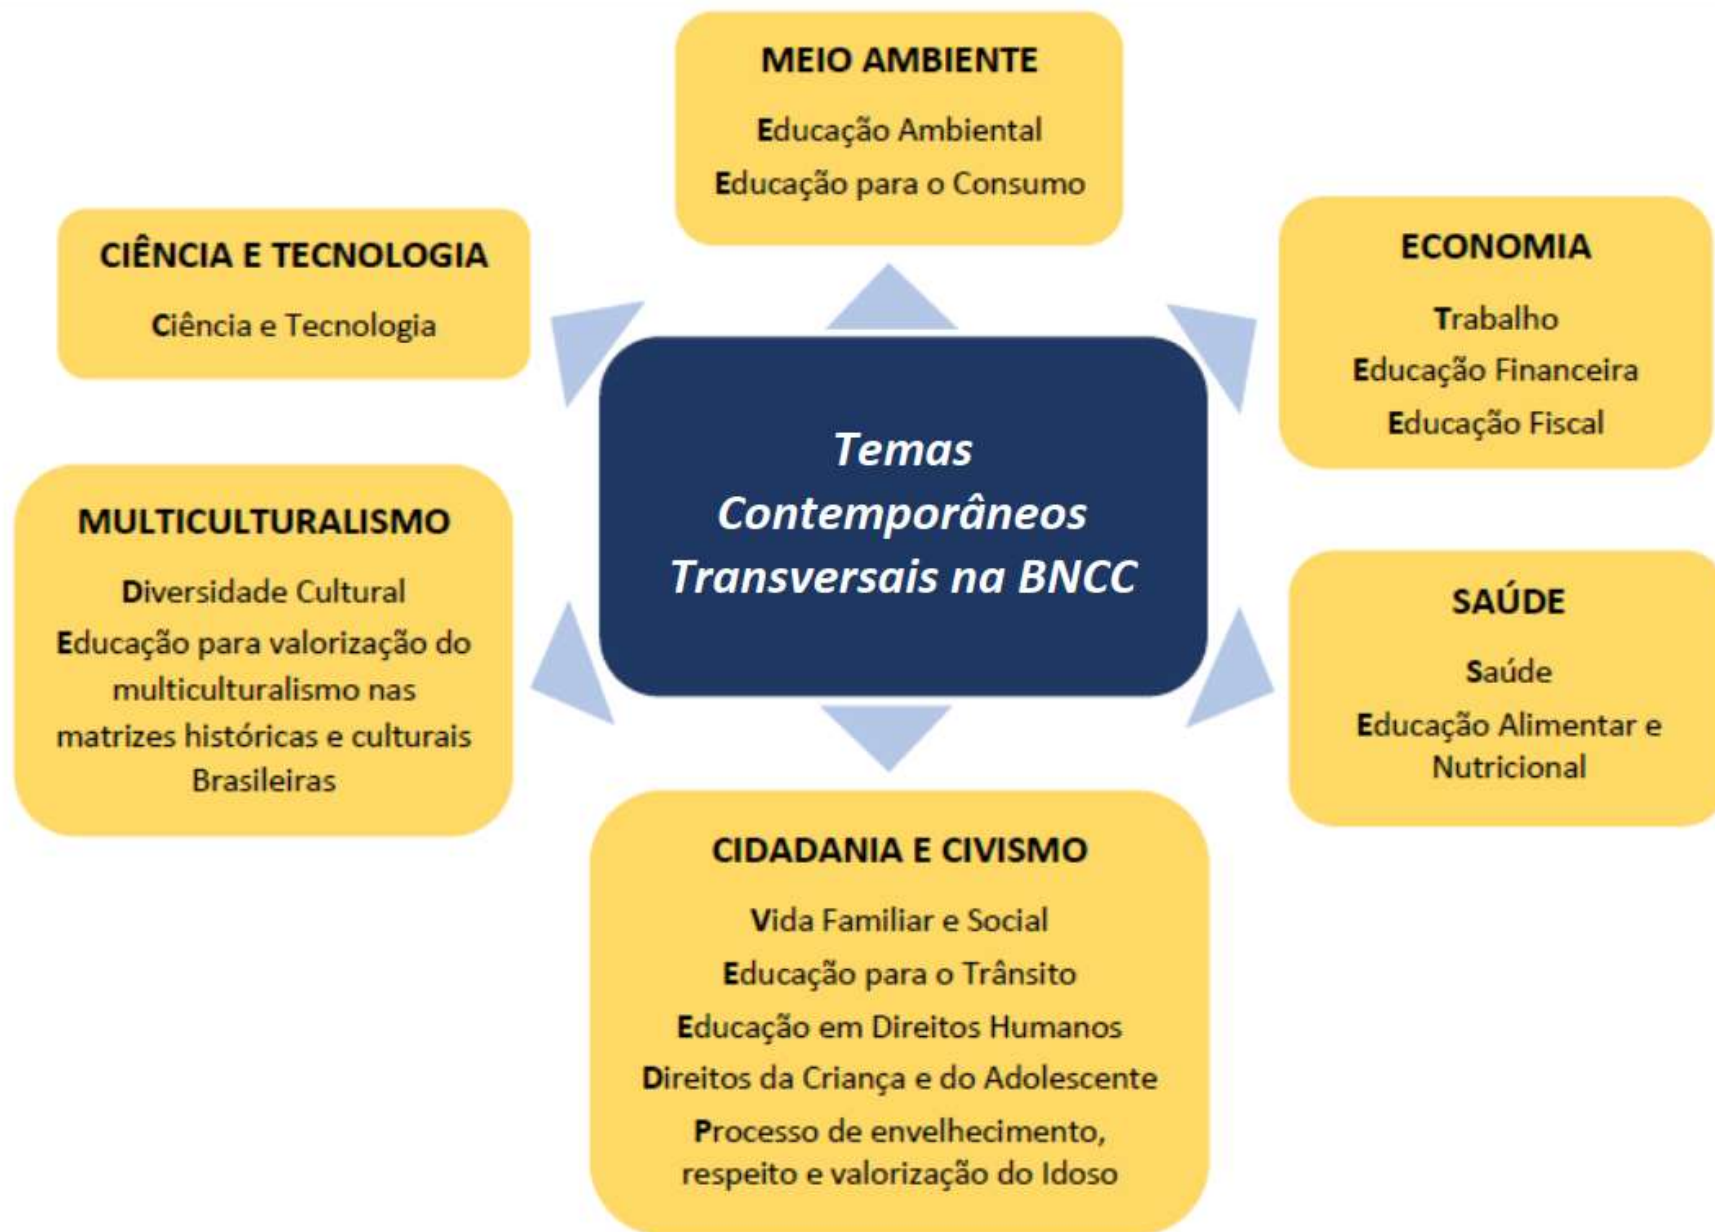 MEIO AMBIENTE
Educação Ambiental
Educação para o Consumo
CIÊNCIA E TECNOLOGIA
Ciência e Tecnologia
ECONOMIA
Trabalho
Educação Financeira
Educação Fiscal
Temas
Contemporâneos
Transversais na BNCC
MULTICULTURALISMO
Diversidade Cultural
Educação para valorização do
multiculturalismo nas
matrizes históricas e culturais
Brasileiras
SAÚDE
Saúde
Educação Alimentar e
Nutricional
CIDADANIA E CIVISMO
Vida Familiar e Social
Educação para o Trânsito
Educação em Direitos Humanos
Direitos da Criança e do Adolescente
Processo de envelhecimento,
respeito e valorização do Idoso